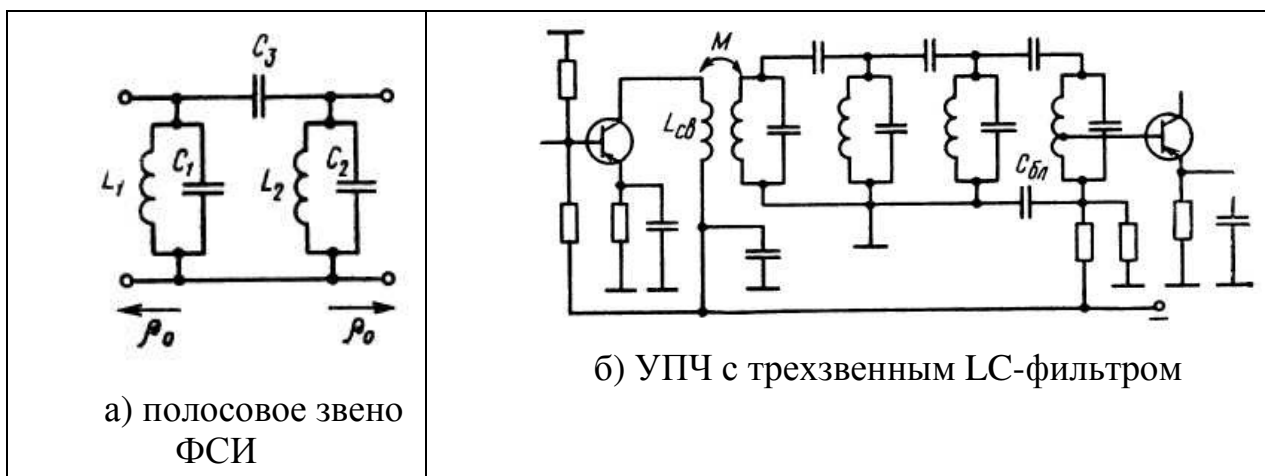 C₃
L₁
C₁
L₂
C₂
ρ₀
ρ₀
а) полосовое звено
ФСИ
M
Lсв
Cбл
б) УПЧ с трехзвенным LC-фильтром